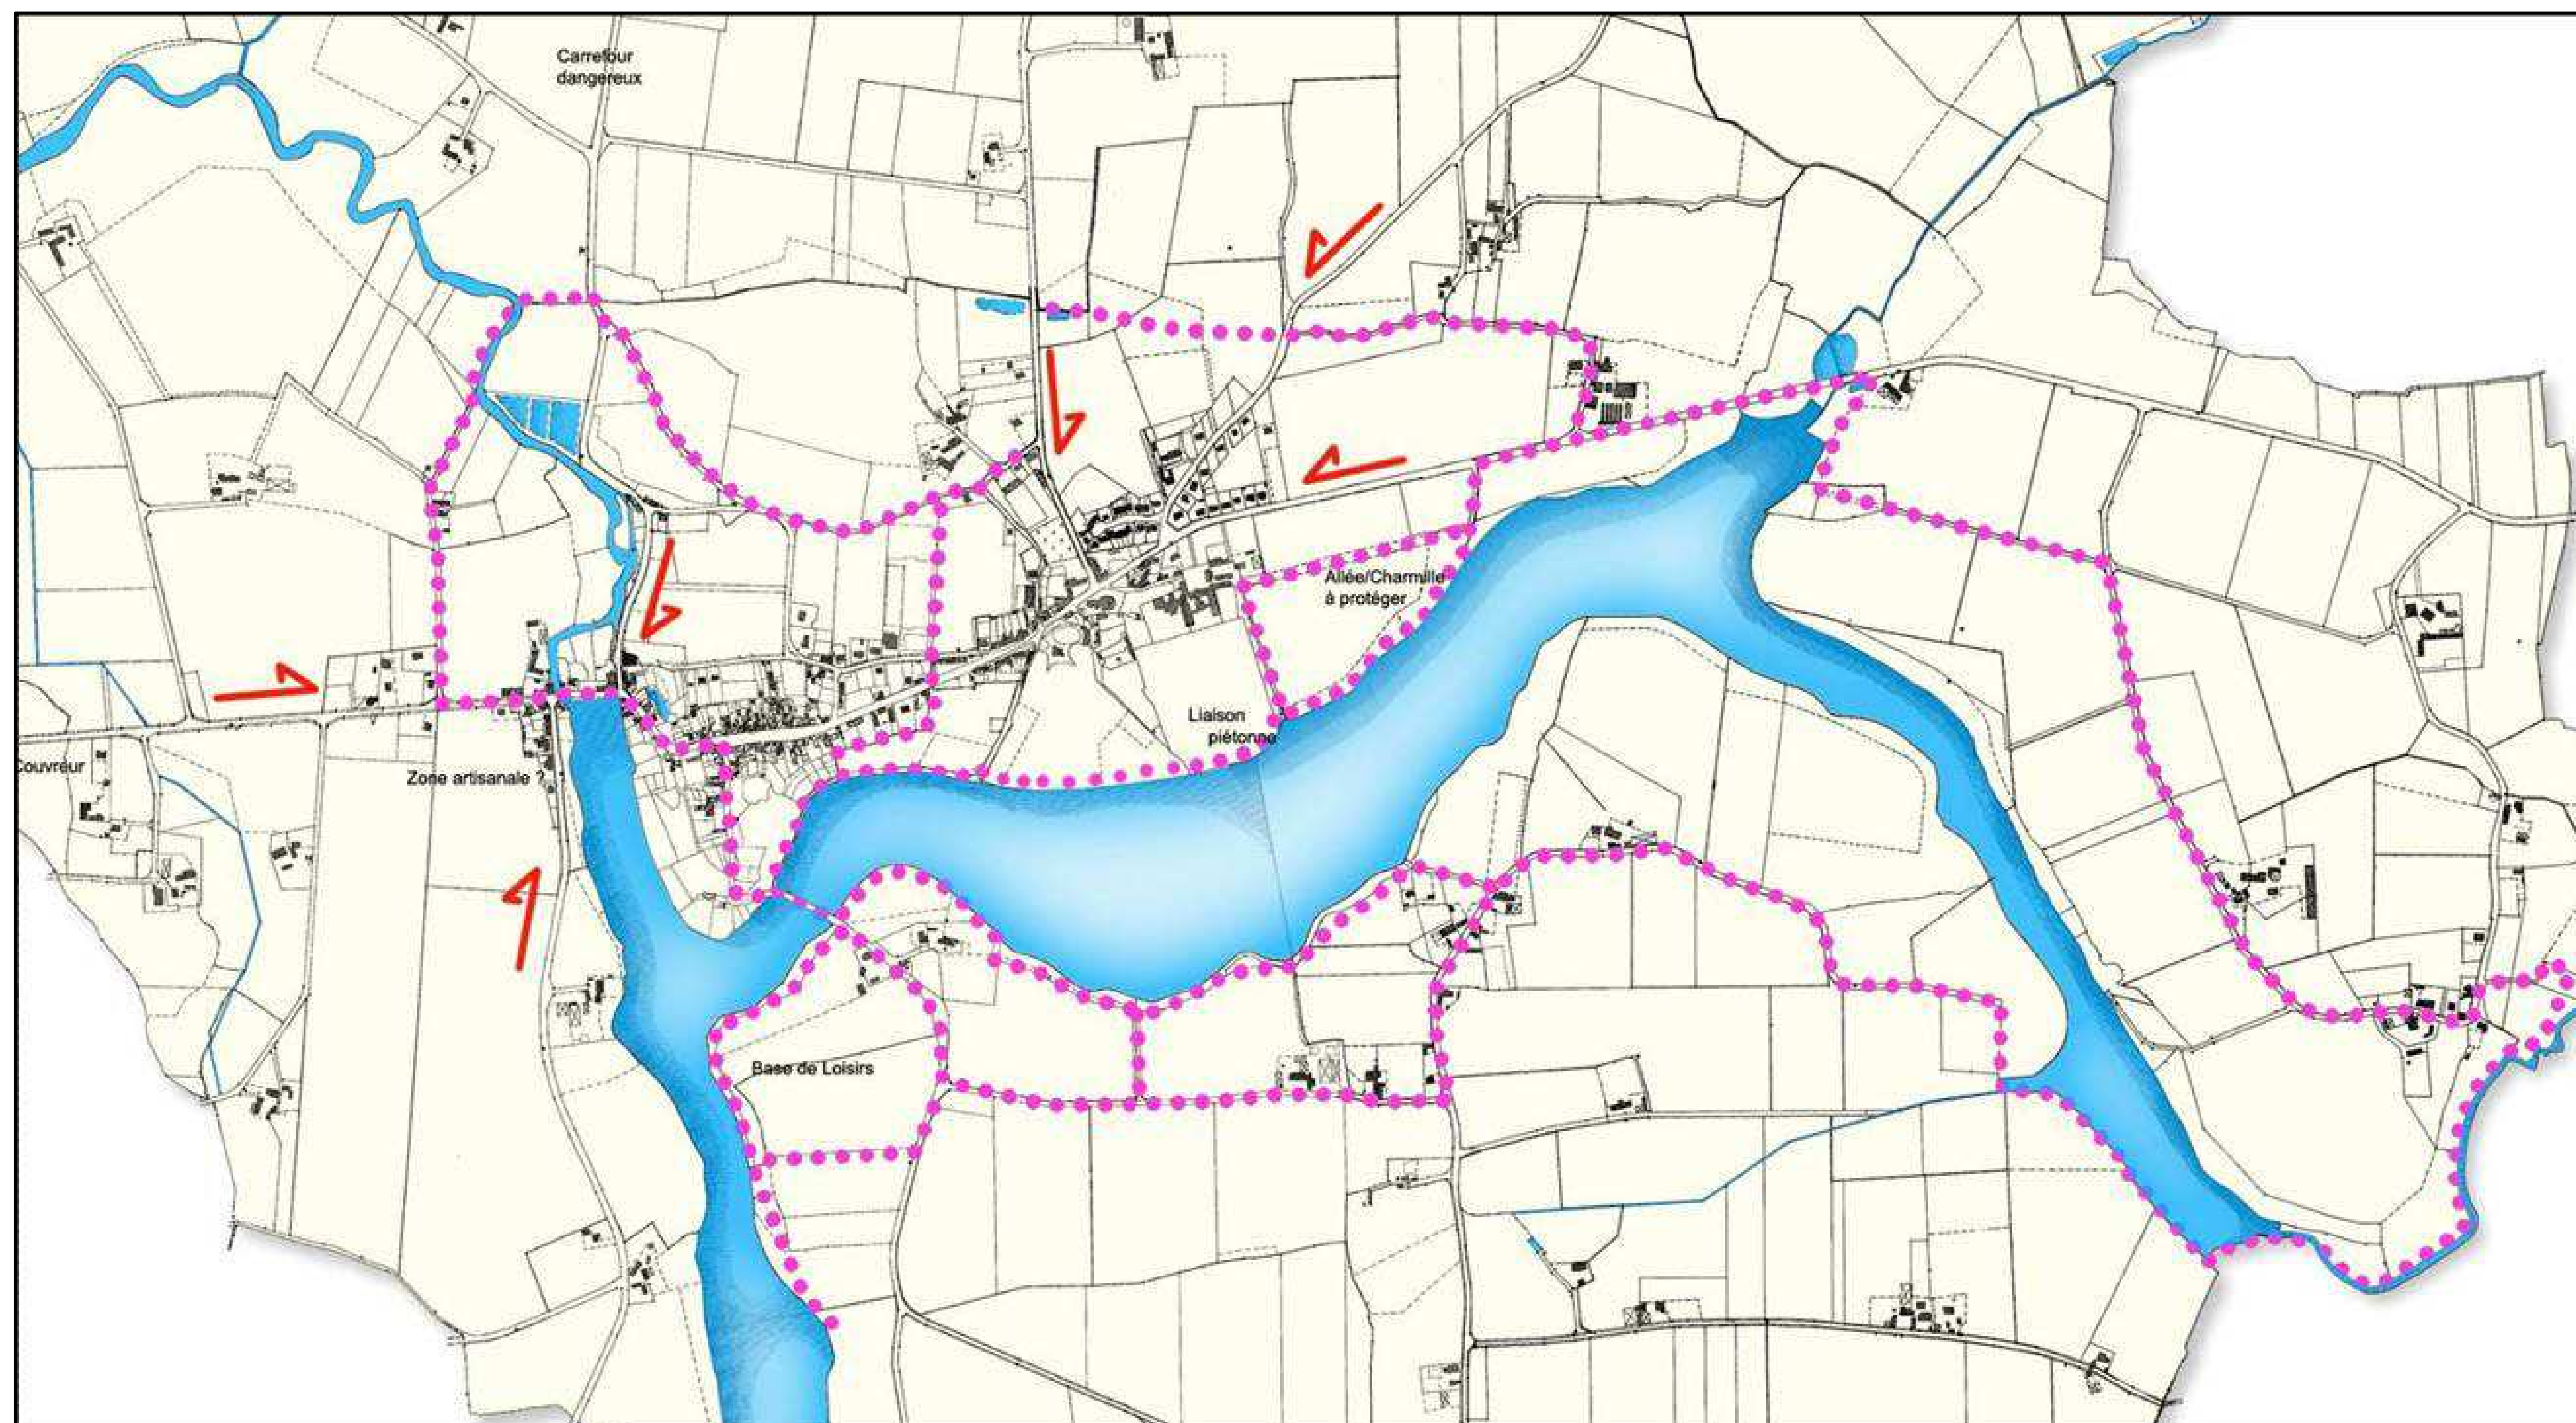 Carrefour
dangereux
Allée/Charmille
à protéger
Liaison
piétonne
Couvreur
Zone artisanale ?
Base de Loisirs